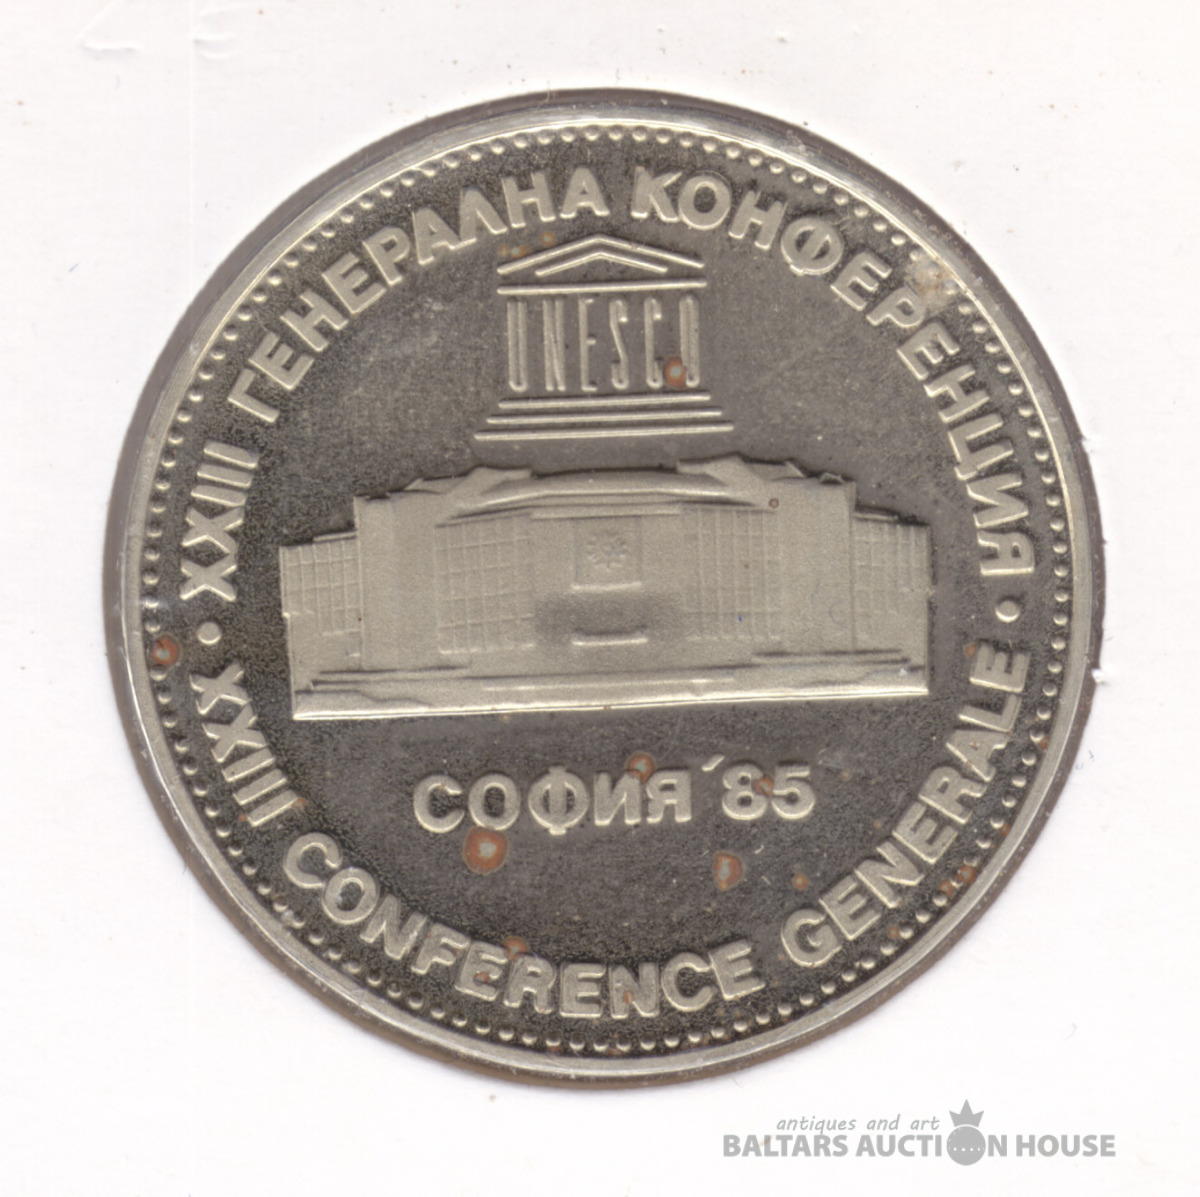 XXIII ГЕНЕРАЛНА КОНФЕРЕНЦИЯ
UNESCO
СОФИЯ '85
XXIII CONFERENCE GENERALE
antiques and art
BALTARS AUCTION HOUSE